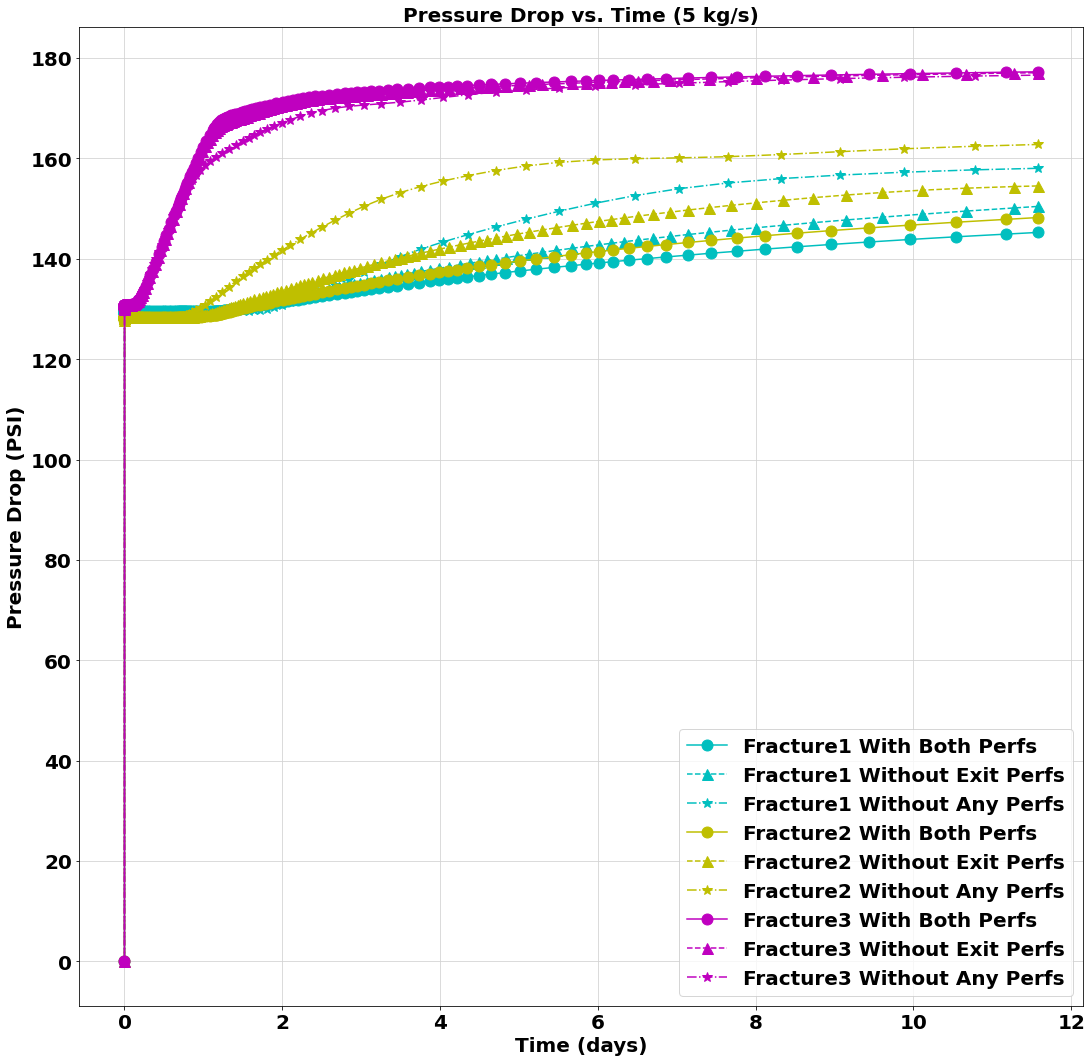 Pressure Drop vs. Time (5 kg/s)
180
160
140
120
100
80
60
40
20
0
Pressure Drop (PSI)
Fracture1 With Both Perfs
Fracture1 Without Exit Perfs
Fracture1 Without Any Perfs
Fracture2 With Both Perfs
Fracture2 Without Exit Perfs
Fracture2 Without Any Perfs
Fracture3 With Both Perfs
Fracture3 Without Exit Perfs
Fracture3 Without Any Perfs
0 2 4 6 8 10 12
Time (days)